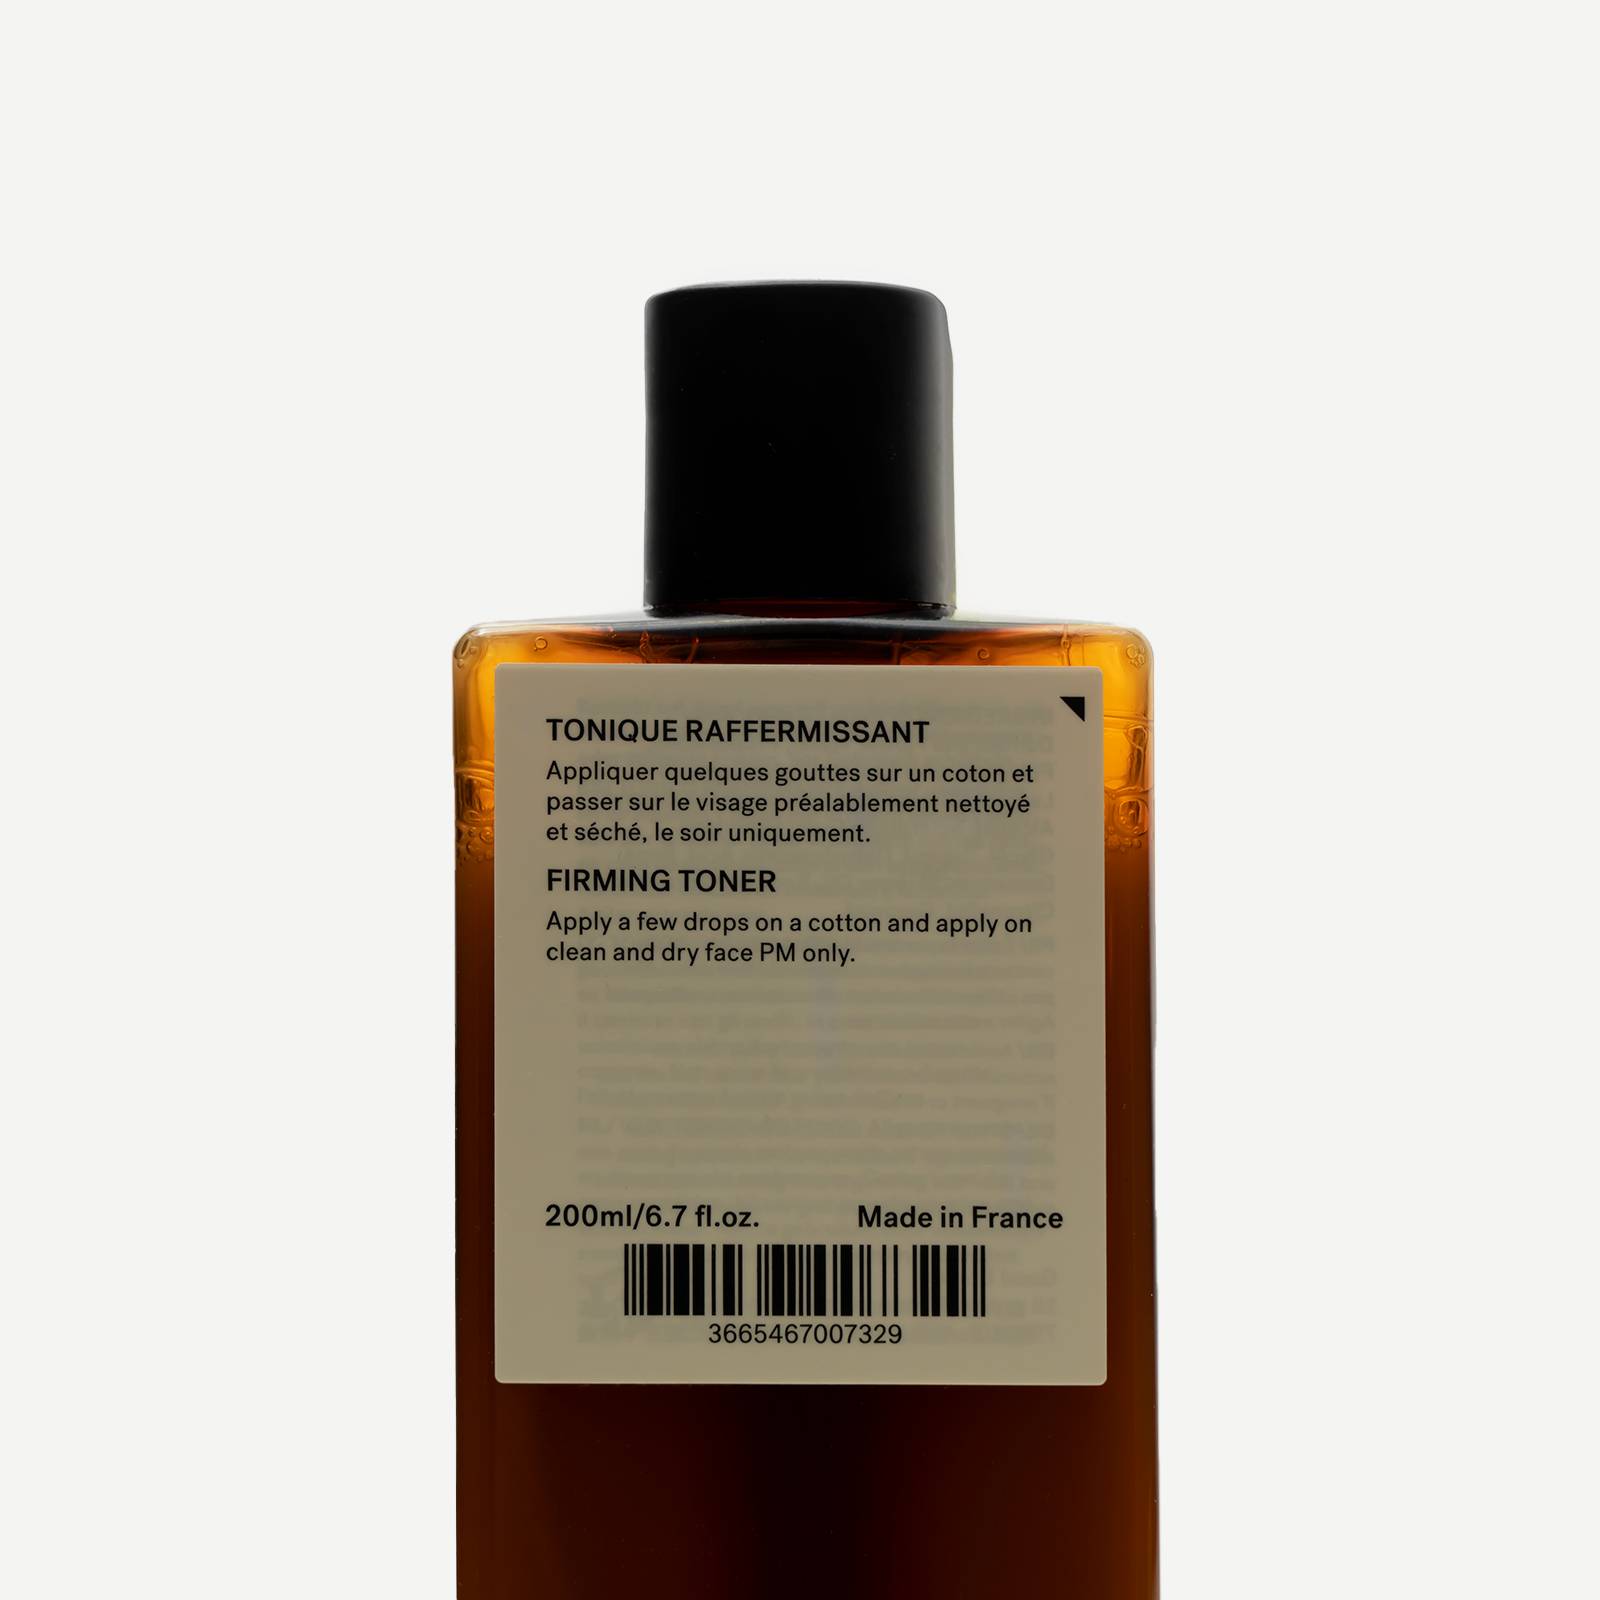 TONIQUE RAFFERMISSANT
Appliquer quelques gouttes sur un coton et
passer sur le visage préalablement nettoyé
et séché, le soir uniquement.
FIRMING TONER
Apply a few drops on a cotton and apply on
clean and dry face PM only.
200ml/6.7 fl.oz. Made in France
3665467007329